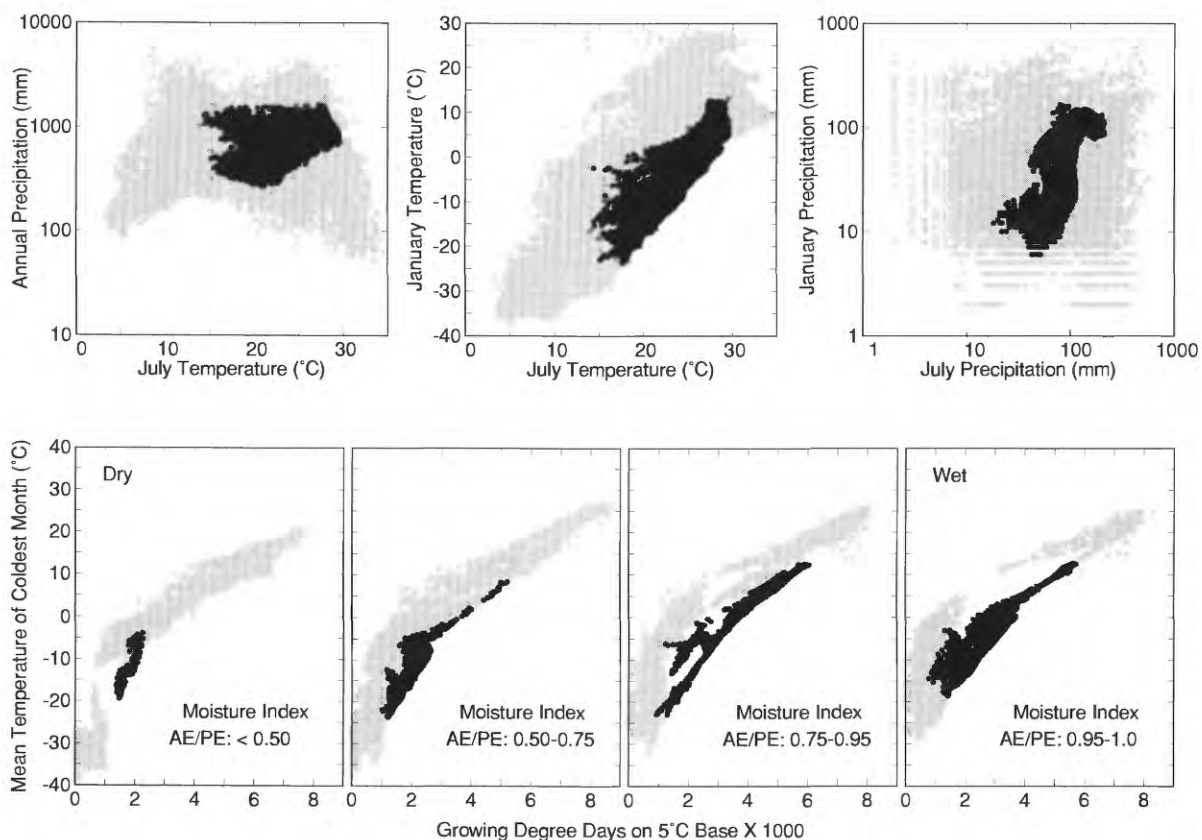 10000
1000
100
10
Annual Precipitation (mm)
0 10 20 30
July Temperature (°C)
30
20
10
0
-10
-20
-30
-40
January Temperature (°C)
0 10 20 30
July Temperature (°C)
1000
100
10
1
January Precipitation (mm)
1 10 100 1000
July Precipitation (mm)
40
30
20
10
0
-10
-20
-30
-40
Mean Temperature of Coldest Month (°C)
Dry
Moisture Index
AE/PE: < 0.50
0 2 4 6 8
Moisture Index
AE/PE: 0.50-0.75
0 2 4 6 8
Moisture Index
AE/PE: 0.75-0.95
0 2 4 6 8
Wet
Moisture Index
AE/PE: 0.95-1.0
0 2 4 6 8
Growing Degree Days on 5°C Base X 1000